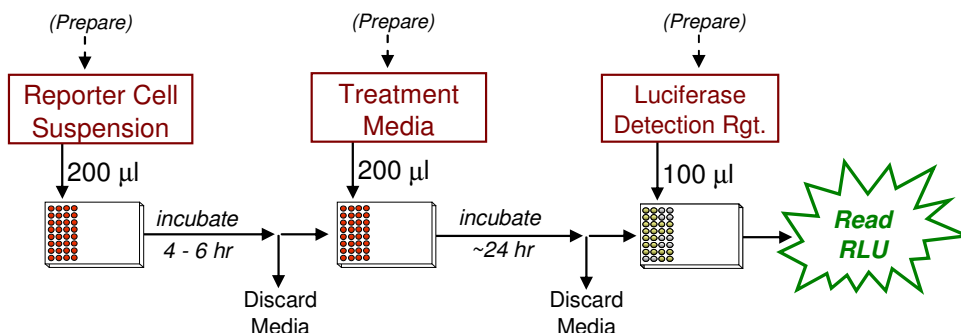 (Prepare)
(Prepare)
(Prepare)
Reporter Cell
Suspension
Treatment
Media
Luciferase
Detection Rgt.
200 µl
200 µl
100 µl
incubate
4 - 6 hr
incubate
~24 hr
Read
RLU
Discard
Media
Discard
Media